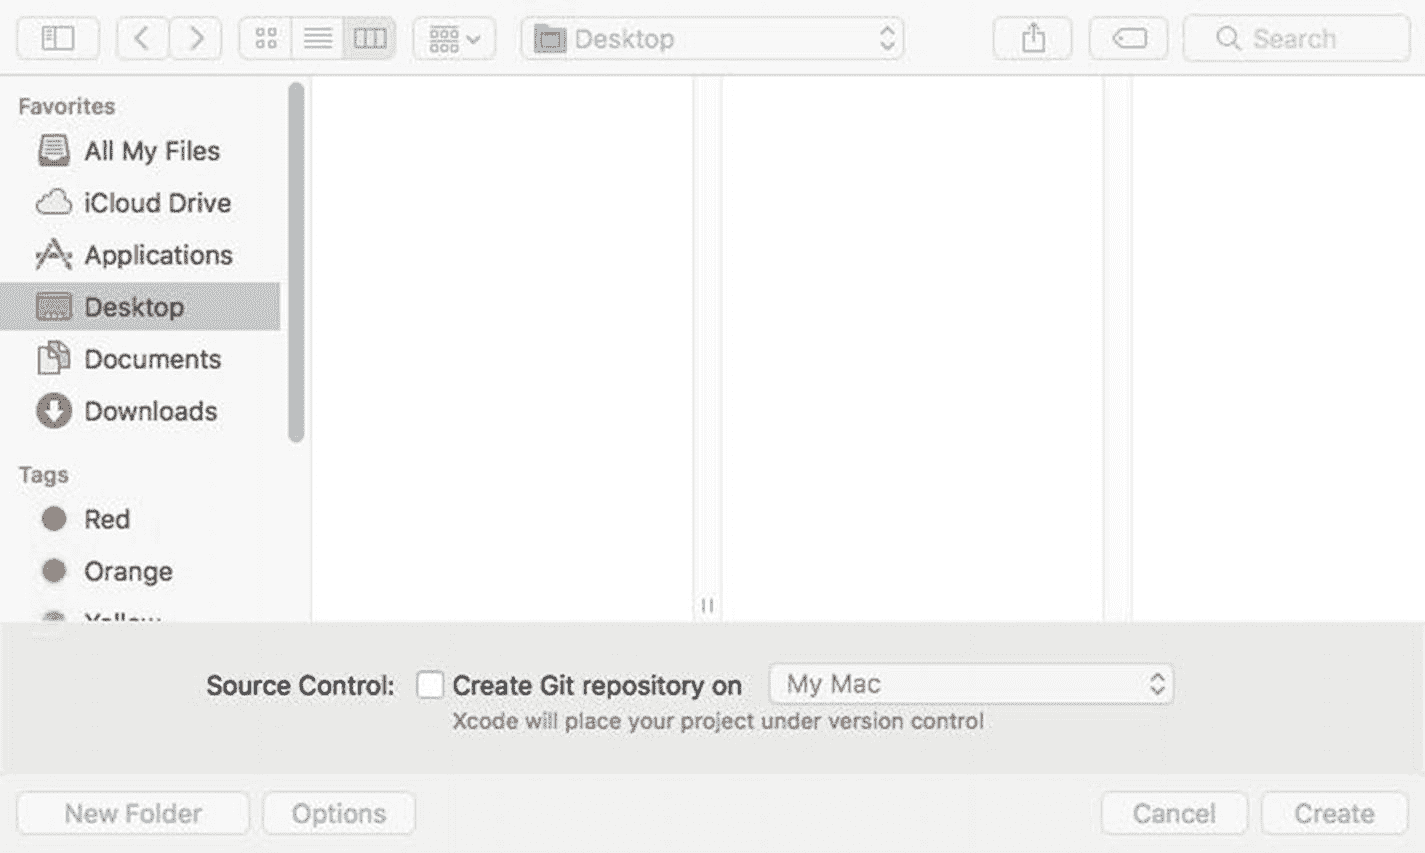 Desktop
Search
Favorites
All My Files
iCloud Drive
Applications
Desktop
Documents
Downloads
Tags
Red
Orange
Yellow
Source Control: Create Git repository on My Mac
Xcode will place your project under version control
New Folder Options Cancel Create